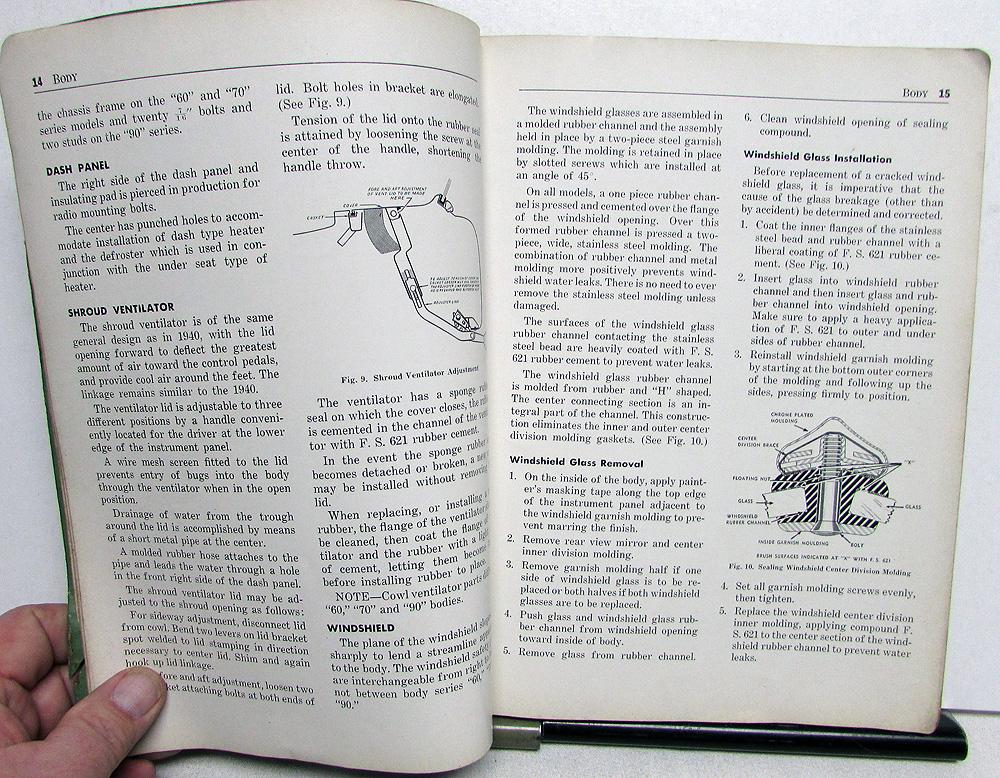 14 BODY
the chassis frame on the "60" and "70"
series models and twenty 7/16" bolts and
two studs on the "90" series.
DASH PANEL
The right side of the dash panel and
insulating pad is pierced in production for
radio mounting bolts.
The center has punched holes to accom-
modate installation of dash type heater
and the defroster which is used in con-
junction with the under seat type of
heater.
SHROUD VENTILATOR
The shroud ventilator is of the same
general design as in 1940, with the lid
opening forward to deflect the greatest
amount of air toward the control pedals,
and provide cool air around the feet. The
linkage remains similar to the 1940.
The ventilator lid is adjustable to three
different positions by a handle conveni-
ently located for the driver at the lower
edge of the instrument panel.
A wire mesh screen fitted to the lid
prevents entry of bugs into the body
through the ventilator when in the open
position.
Drainage of water from the trough
around the lid is accomplished by means
of a short metal pipe at the center.
A molded rubber hose attaches to the
pipe and leads the water through a hole
in the front right side of the dash panel.
The shroud ventilator lid may be ad-
justed to the shroud opening as follows:
For sideway adjustment, disconnect lid
from cowl. Bend two levers on lid bracket
spot welded to lid stamping in direction
necessary to center lid. Shim and again
hook up lid linkage.
fore and aft adjustment, loosen two
attaching bolts at both ends of
lid. Bolt holes in bracket are elongated.
(See Fig. 9.)
Tension of the lid onto the rubber seal
is attained by loosening the screw at the
center of the handle, shortening the
handle throw.
FORE AND AFT ADJUSTMENT
OF VENT LID TO BE MADE
HERE
COVER
GASKET
ADJUSTER LINK
Fig. 9. Shroud Ventilator Adjustment
The ventilator has a sponge
seal on which the cover closes, the
is cemented in the channel of the
tor with F. S. 621 rubber cement.
In the event the sponge rubber
becomes detached or broken, a
may be installed without removing
lid.
When replacing, or installing
rubber, the flange of the ventilator
be cleaned, then coat the flange
tilator and the rubber with a
of cement, letting them become
before installing rubber to place.
NOTE—Cowl ventilator parts
"60," "70" and "90" bodies.
WINDSHIELD
The plane of the windshield
sharply to lend a streamline
to the body. The windshield
are interchangeable from right
not between body series "60,"
"90."
BODY 15
The windshield glasses are assembled in
a molded rubber channel and the assembly
held in place by a two-piece steel garnish
molding. The molding is retained in place
by slotted screws which are installed at
an angle of 45°.
On all models, a one piece rubber chan-
nel is pressed and cemented over the flange
of the windshield opening. Over this
formed rubber channel is pressed a two-
piece, wide, stainless steel molding. The
combination of rubber channel and metal
molding more positively prevents wind-
shield water leaks. There is no need to ever
remove the stainless steel molding unless
damaged.
The surfaces of the windshield glass
rubber channel contacting the stainless
steel bead are heavily coated with F. S.
621 rubber cement to prevent water leaks.
The windshield glass rubber channel
is molded from rubber and "H" shaped.
The center connecting section is an in-
tegral part of the channel. This construc-
tion eliminates the inner and outer center
division molding gaskets. (See Fig. 10.)
Windshield Glass Removal
1. On the inside of the body, apply paint-
er's masking tape along the top edge
of the instrument panel adjacent to
the windshield garnish molding to pre-
vent marring the finish.
2. Remove rear view mirror and center
inner division molding.
3. Remove garnish molding half if one
side of windshield glass is to be re-
placed or both halves if both windshield
glasses are to be replaced.
4. Push glass and windshield glass rub-
ber channel from windshield opening
toward inside of body.
5. Remove glass from rubber channel.
6. Clean windshield opening of sealing
compound.
Windshield Glass Installation
Before replacement of a cracked wind-
shield glass, it is imperative that the
cause of the glass breakage (other than
by accident) be determined and corrected.
1. Coat the inner flanges of the stainless
steel bead and rubber channel with a
liberal coating of F. S. 621 rubber ce-
ment. (See Fig. 10.)
2. Insert glass into windshield rubber
channel and then insert glass and rub-
ber channel into windshield opening.
Make sure to apply a heavy applica-
tion of F. S. 621 to outer and under
sides of rubber channel.
3. Reinstall windshield garnish molding
by starting at the bottom outer corners
of the molding and following up the
sides, pressing firmly to position.
CHROME PLATED
MOULDING
CENTER
DIVISION BRACE
"X"
FLOATING NUT
GLASS
GLASS
WINDSHIELD
RUBBER CHANNEL
INSIDE GARNISH MOULDING
BOLT
BRUSH SURFACES INDICATED AT "X" WITH F. S. 621
Fig. 10. Sealing Windshield Center Division Molding
4. Set all garnish molding screws evenly,
then tighten.
5. Replace the windshield center division
inner molding, applying compound F.
S. 621 to the center section of the wind-
shield rubber channel to prevent water
leaks.